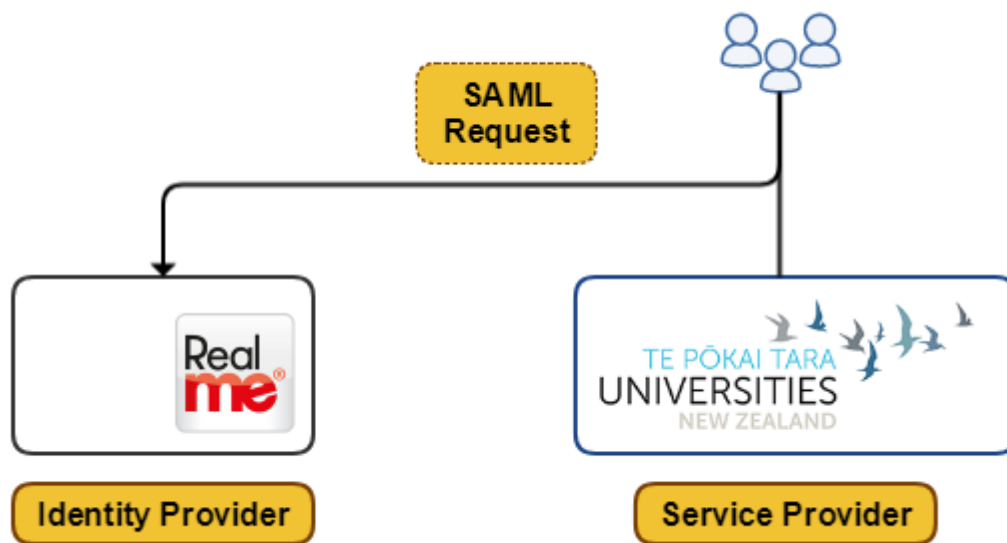 SAML
Request
Real
me®
TE PŌKAI TARA
UNIVERSITIES
NEW ZEALAND
Identity Provider
Service Provider